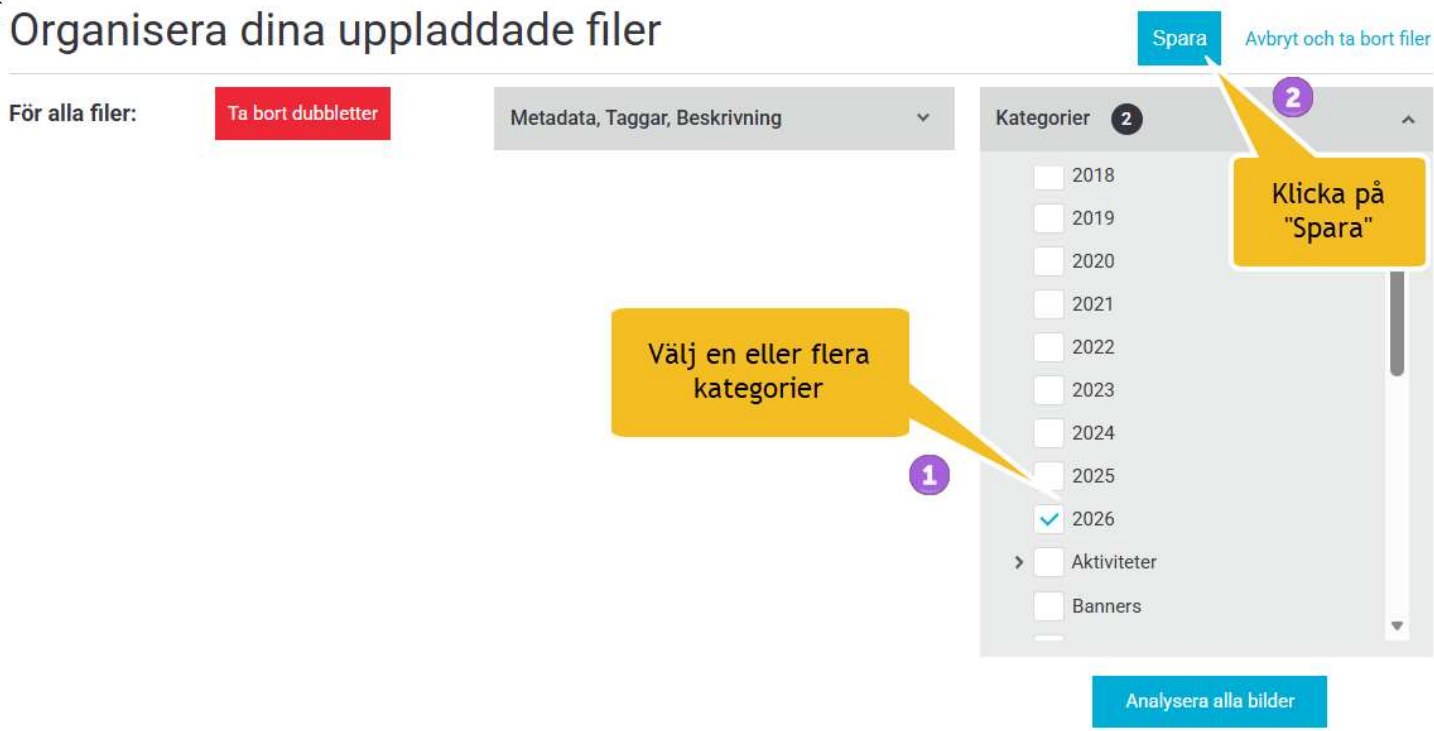 Organisera dina uppladdade filer
Spara
Avbryt och ta bort filer
För alla filer:
Ta bort dubbletter
Metadata, Taggar, Beskrivning
Kategorier 2
2
2018
Klicka på
"Spara"
2019
2020
2021
2022
Välj en eller flera
kategorier
2023
2024
1
2025
2026
Aktiviteter
Banners
Analysera alla bilder